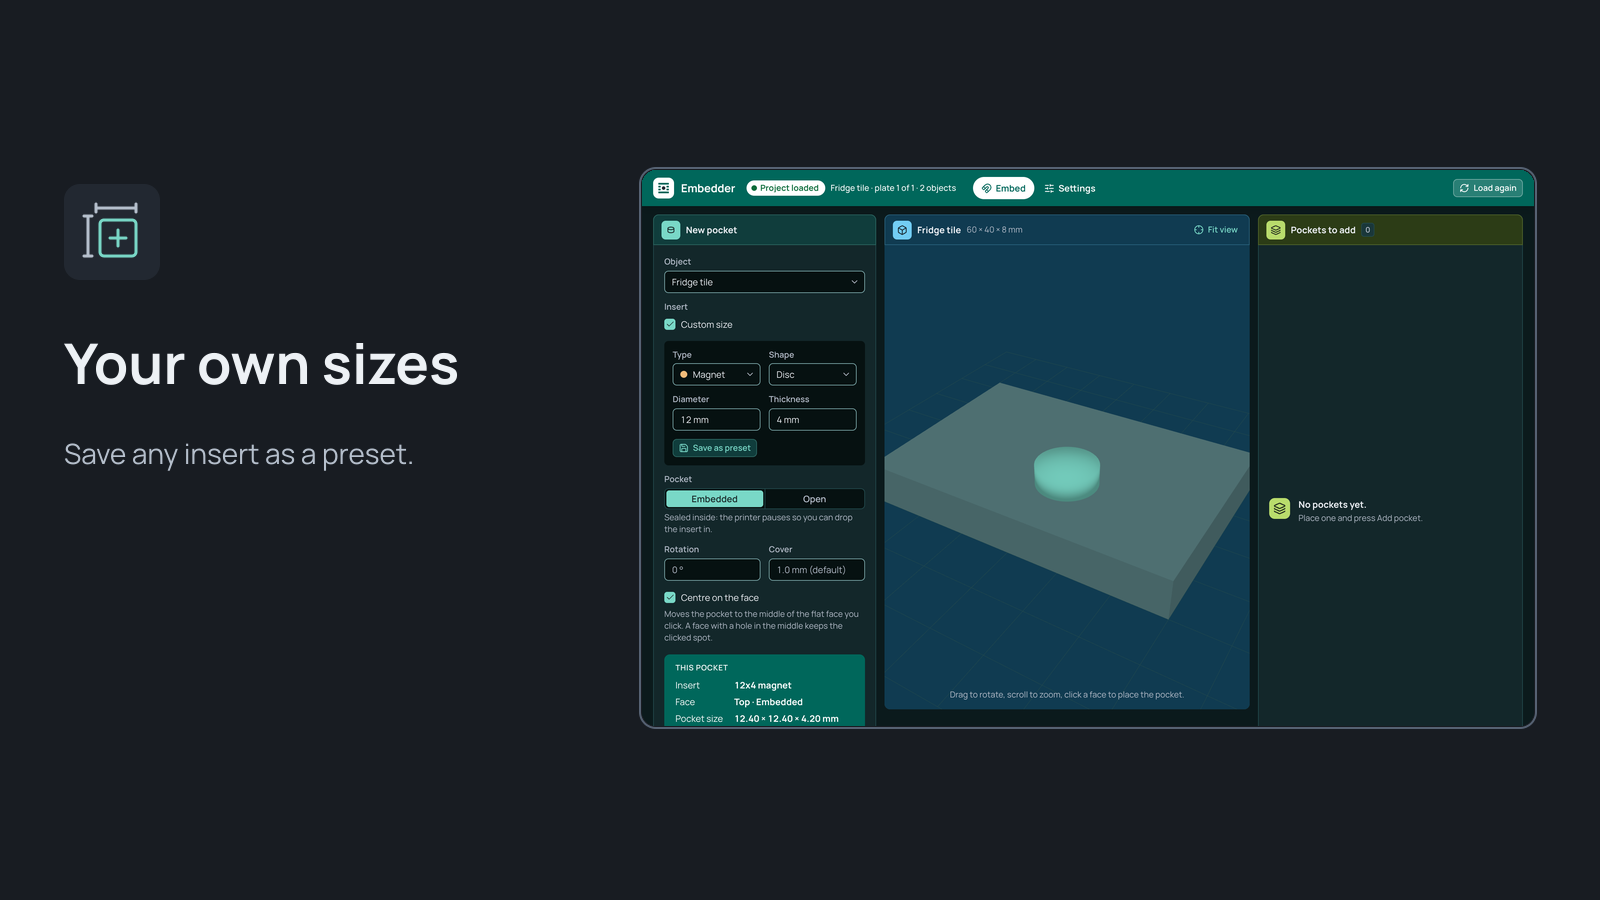 Your own sizes
Save any insert as a preset.
Embedder
Project loaded
Fridge tile · plate 1 of 1 · 2 objects
Embed
Settings
Load again
New pocket
Object
Fridge tile
Insert
Custom size
Type
Shape
Magnet
Disc
Diameter
Thickness
12 mm
4 mm
Save as preset
Pocket
Embedded
Open
Sealed inside: the printer pauses so you can drop
the insert in.
Rotation
Cover
0 °
1.0 mm (default)
Centre on the face
Moves the pocket to the middle of the flat face you
click. A face with a hole in the middle keeps the
clicked spot.
THIS POCKET
Insert 12x4 magnet
Face Top · Embedded
Pocket size 12.40 × 12.40 × 4.20 mm
Fridge tile 60 × 40 × 8 mm
Fit view
Drag to rotate, scroll to zoom, click a face to place the pocket.
Pockets to add 0
No pockets yet.
Place one and press Add pocket.